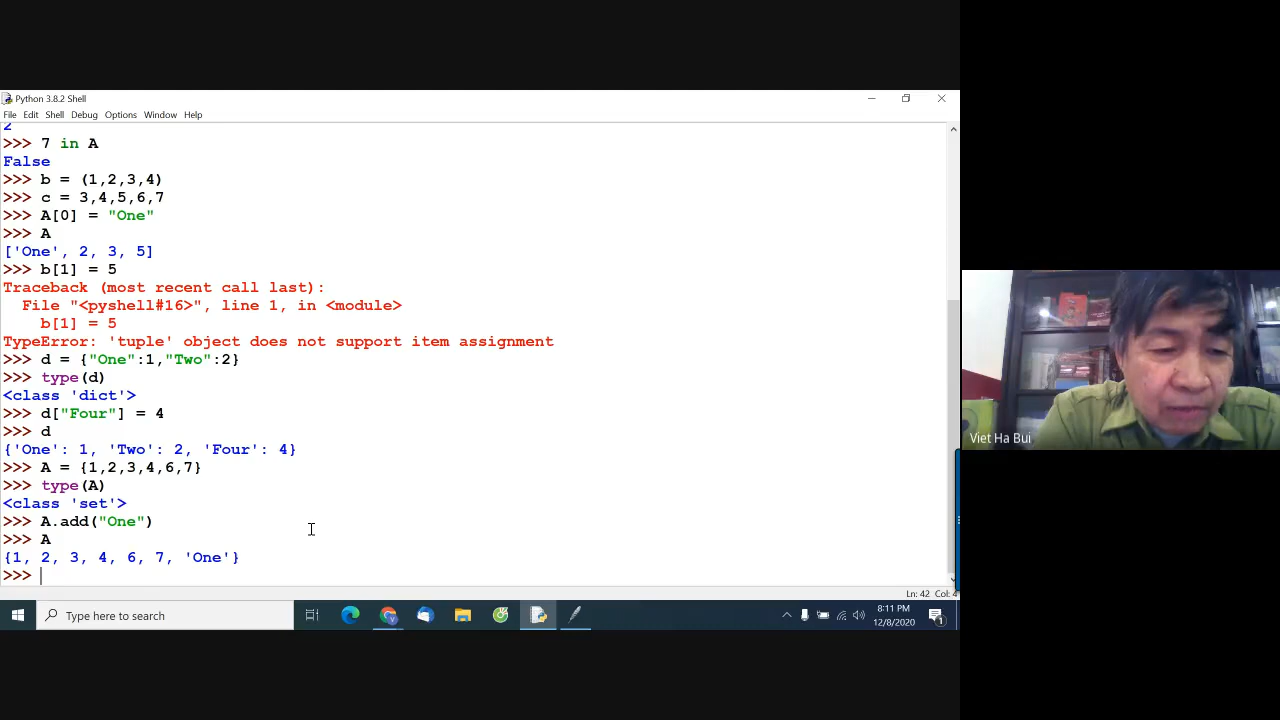 Python 3.8.2 Shell
File Edit Shell Debug Options Window Help
2
>>> 7 in A
False
>>> b = (1,2,3,4)
>>> c = 3,4,5,6,7
>>> A[0] = "One"
>>> A
['One', 2, 3, 5]
>>> b[1] = 5
Traceback (most recent call last):
  File "<pyshell#16>", line 1, in <module>
    b[1] = 5
TypeError: 'tuple' object does not support item assignment
>>> d = {"One":1,"Two":2}
>>> type(d)
<class 'dict'>
>>> d["Four"] = 4
>>> d
{'One': 1, 'Two': 2, 'Four': 4}
>>> A = {1,2,3,4,6,7}
>>> type(A)
<class 'set'>
>>> A.add("One")
>>> A
{1, 2, 3, 4, 6, 7, 'One'}
>>>
Ln: 42 Col: 4
Type here to search
8:11 PM
12/8/2020
1
Viet Ha Bui